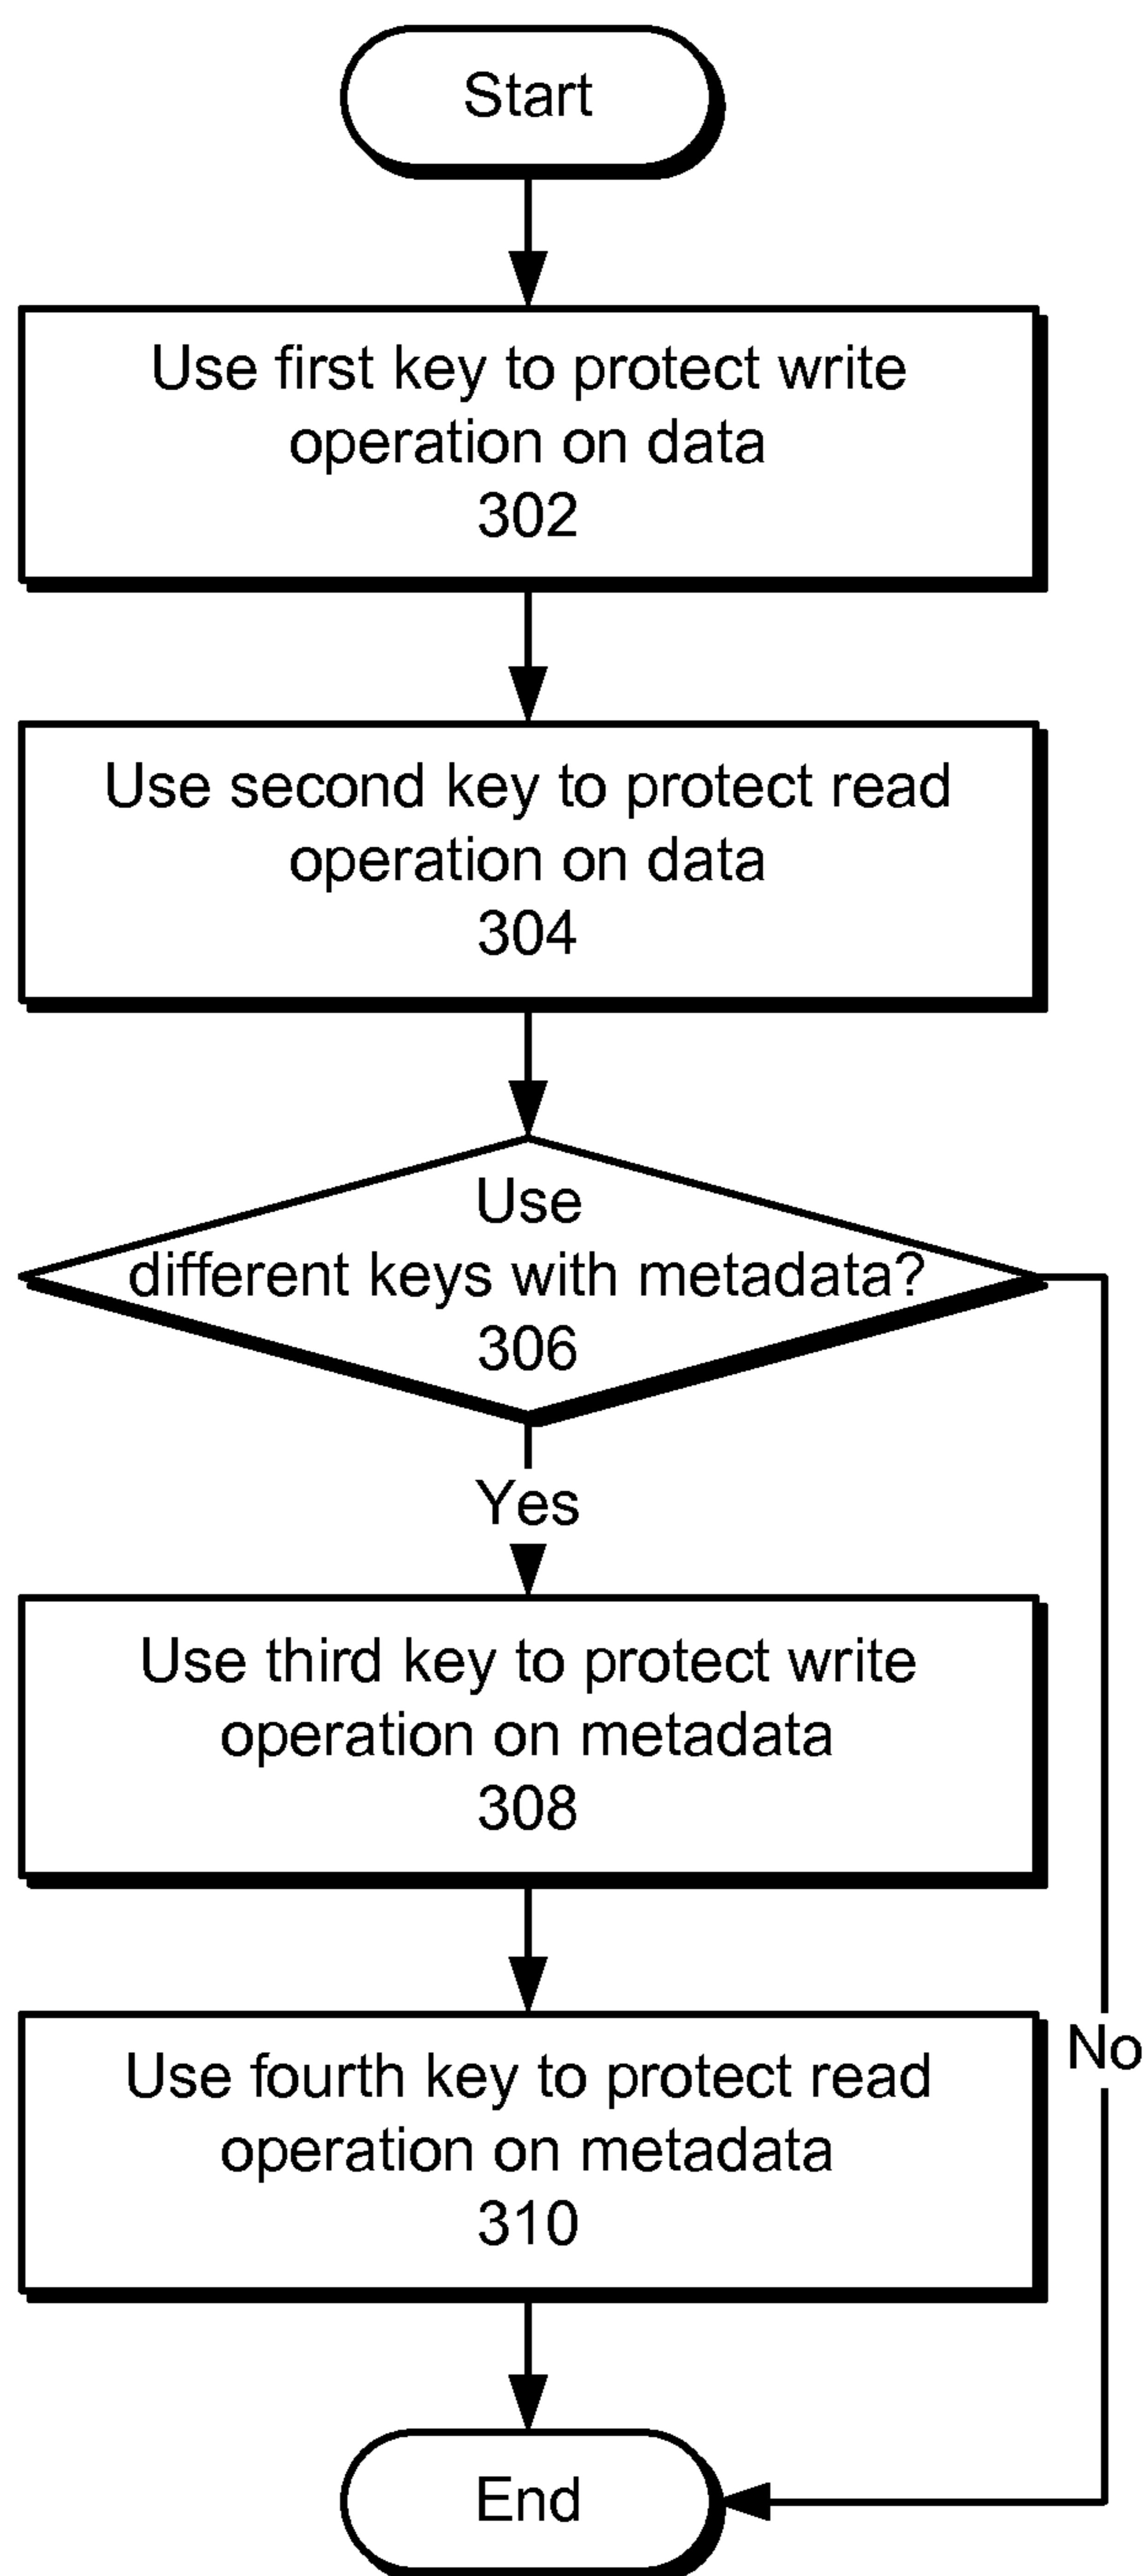 Start
Use first key to protect write
operation on data
302
Use second key to protect read
operation on data
304
Use
different keys with metadata?
306
Yes
Use third key to protect write
operation on metadata
308
No
Use fourth key to protect read
operation on metadata
310
End